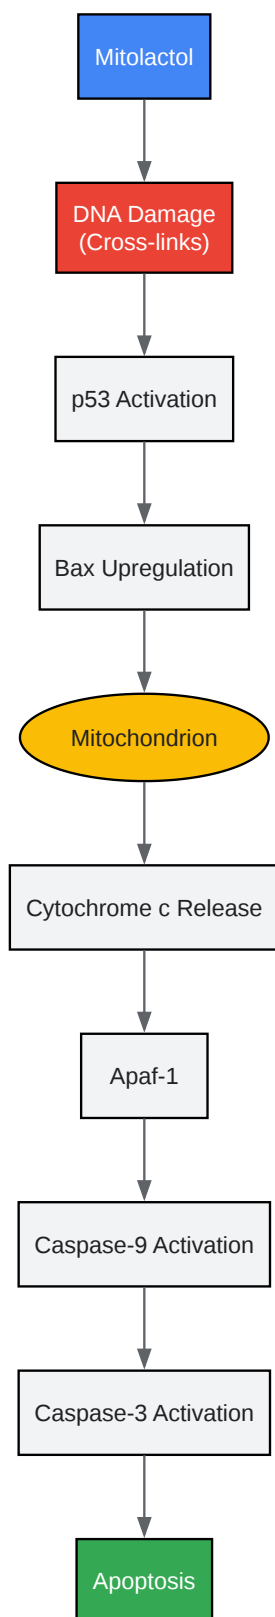 Mitolactol
DNA Damage
(Cross-links)
p53 Activation
Bax Upregulation
Mitochondrion
Cytochrome c Release
Apaf-1
Caspase-9 Activation
Caspase-3 Activation
Apoptosis